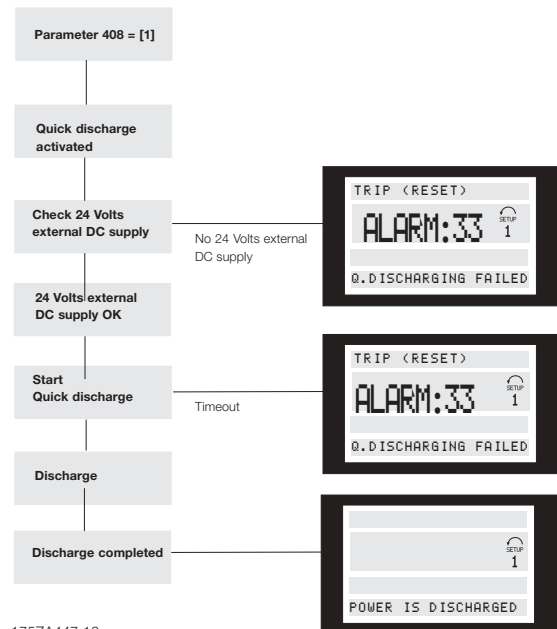 Parameter 408 = [1]
Quick discharge
activated
Check 24 Volts
external DC supply
No 24 Volts external
DC supply
TRIP (RESET)
ALARM:33
SETUP
1
Q.DISCHARGING FAILED
24 Volts external
DC supply OK
Start
Quick discharge
Timeout
TRIP (RESET)
ALARM:33
SETUP
1
Q.DISCHARGING FAILED
Discharge
Discharge completed
SETUP
1
POWER IS DISCHARGED